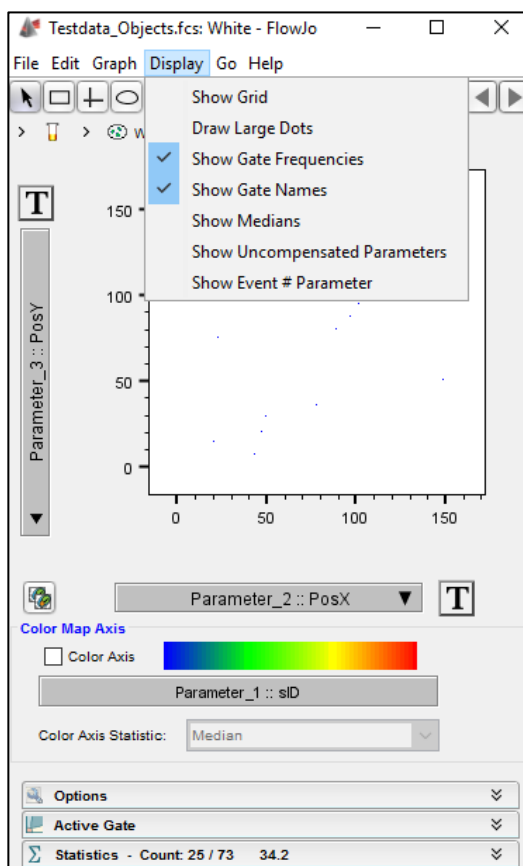 Testdata_Objects.fcs: White - FlowJo
File Edit Graph Display Go Help
Show Grid
Draw Large Dots
Show Gate Frequencies
Show Gate Names
Show Medians
Show Uncompensated Parameters
Show Event # Parameter
T
150
100
50
0
Parameter_3 :: PosY
0 50 100 150
Parameter_2 :: PosX
T
Color Map Axis
Color Axis
Parameter_1 :: sID
Color Axis Statistic: Median
Options
Active Gate
Σ Statistics - Count: 25 / 73 34.2